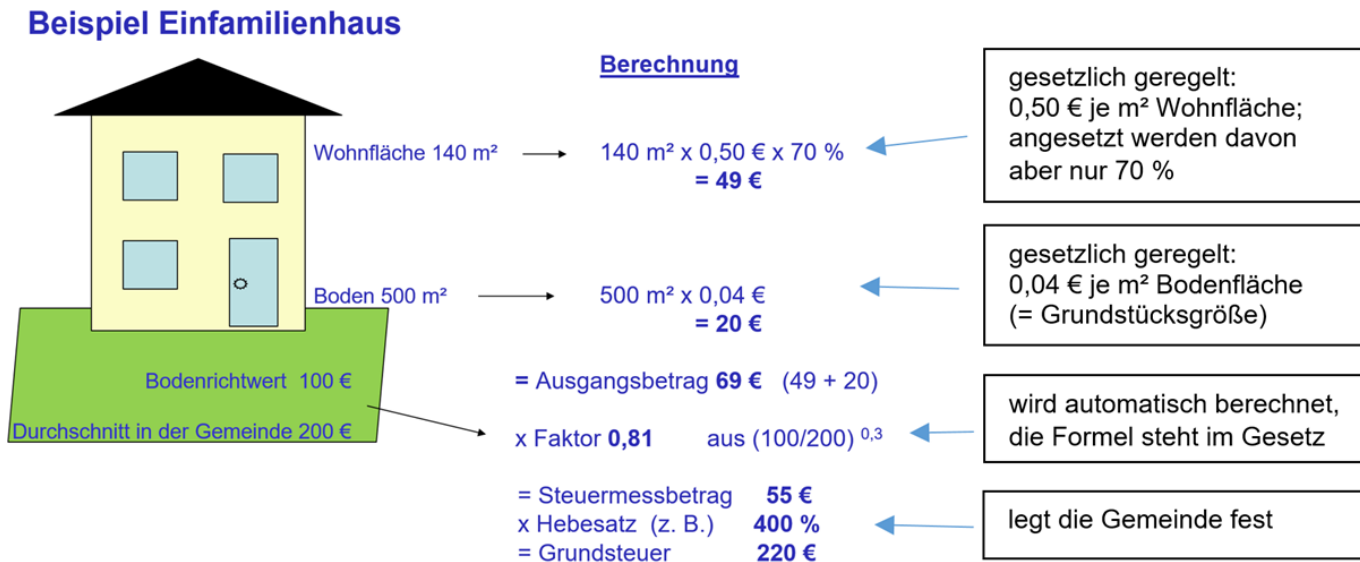 Beispiel Einfamilienhaus
Berechnung
Wohnfläche 140 m²
140 m² x 0,50 € x 70 %
= 49 €
gesetzlich geregelt:
0,50 € je m² Wohnfläche;
angesetzt werden davon
aber nur 70 %
Boden 500 m²
500 m² x 0,04 €
= 20 €
gesetzlich geregelt:
0,04 € je m² Bodenfläche
(= Grundstücksgröße)
Bodenrichtwert 100 €
= Ausgangsbetrag 69 € (49 + 20)
Durchschnitt in der Gemeinde 200 €
x Faktor 0,81 aus (100/200) ⁰,³
wird automatisch berechnet,
die Formel steht im Gesetz
= Steuermessbetrag 55 €
x Hebesatz (z. B.) 400 %
= Grundsteuer 220 €
legt die Gemeinde fest